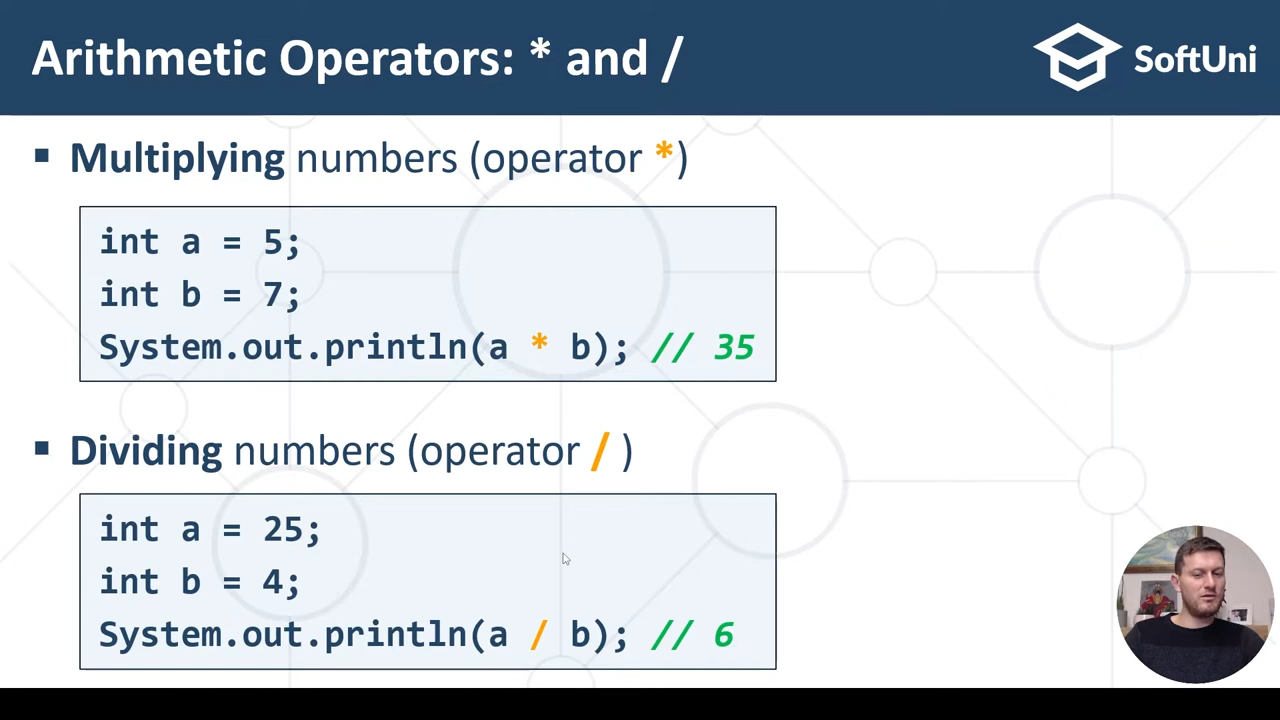 Arithmetic Operators: * and /
SoftUni
▪ Multiplying numbers (operator *)
int a = 5;
int b = 7;
System.out.println(a * b); // 35
▪ Dividing numbers (operator / )
int a = 25;
int b = 4;
System.out.println(a / b); // 6